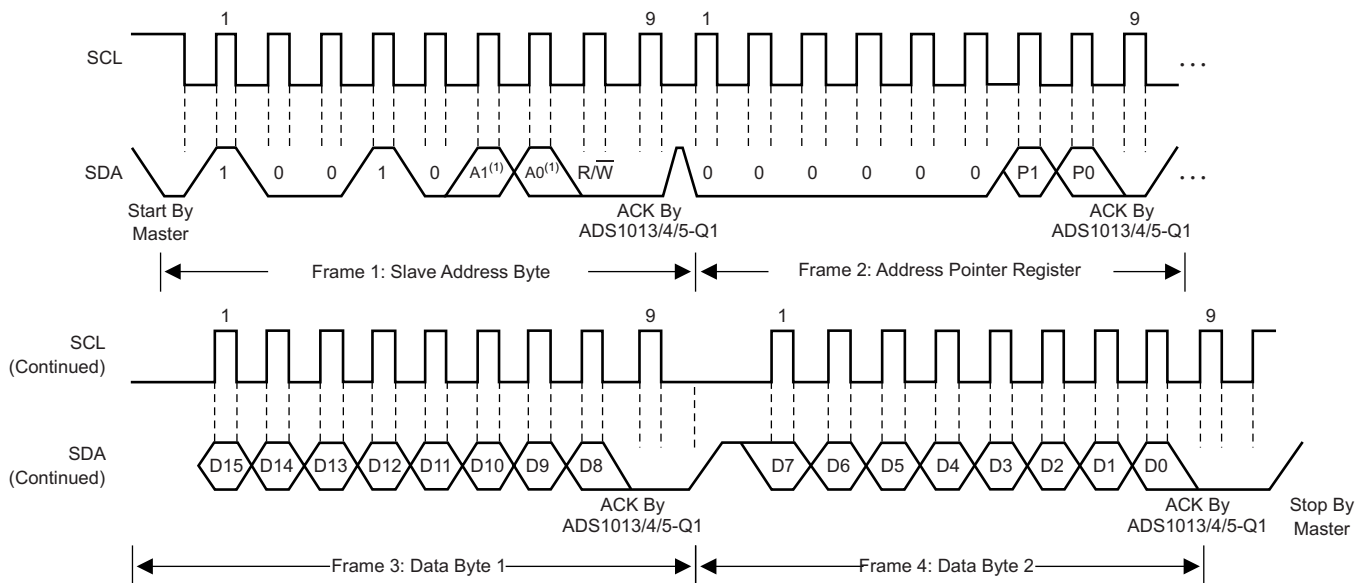 1 9 1 9
SCL ...
SDA 1 0 0 1 0 A1(1) A0(1) R/W̅ 0 0 0 0 0 0 P1 P0 ...
Start By
Master
ACK By
ADS1013/4/5-Q1
ACK By
ADS1013/4/5-Q1
Frame 1: Slave Address Byte Frame 2: Address Pointer Register
1 9 1 9
SCL
(Continued)
SDA
(Continued)
D15 D14 D13 D12 D11 D10 D9 D8 D7 D6 D5 D4 D3 D2 D1 D0
ACK By
ADS1013/4/5-Q1
ACK By
ADS1013/4/5-Q1
Stop By
Master
Frame 3: Data Byte 1 Frame 4: Data Byte 2